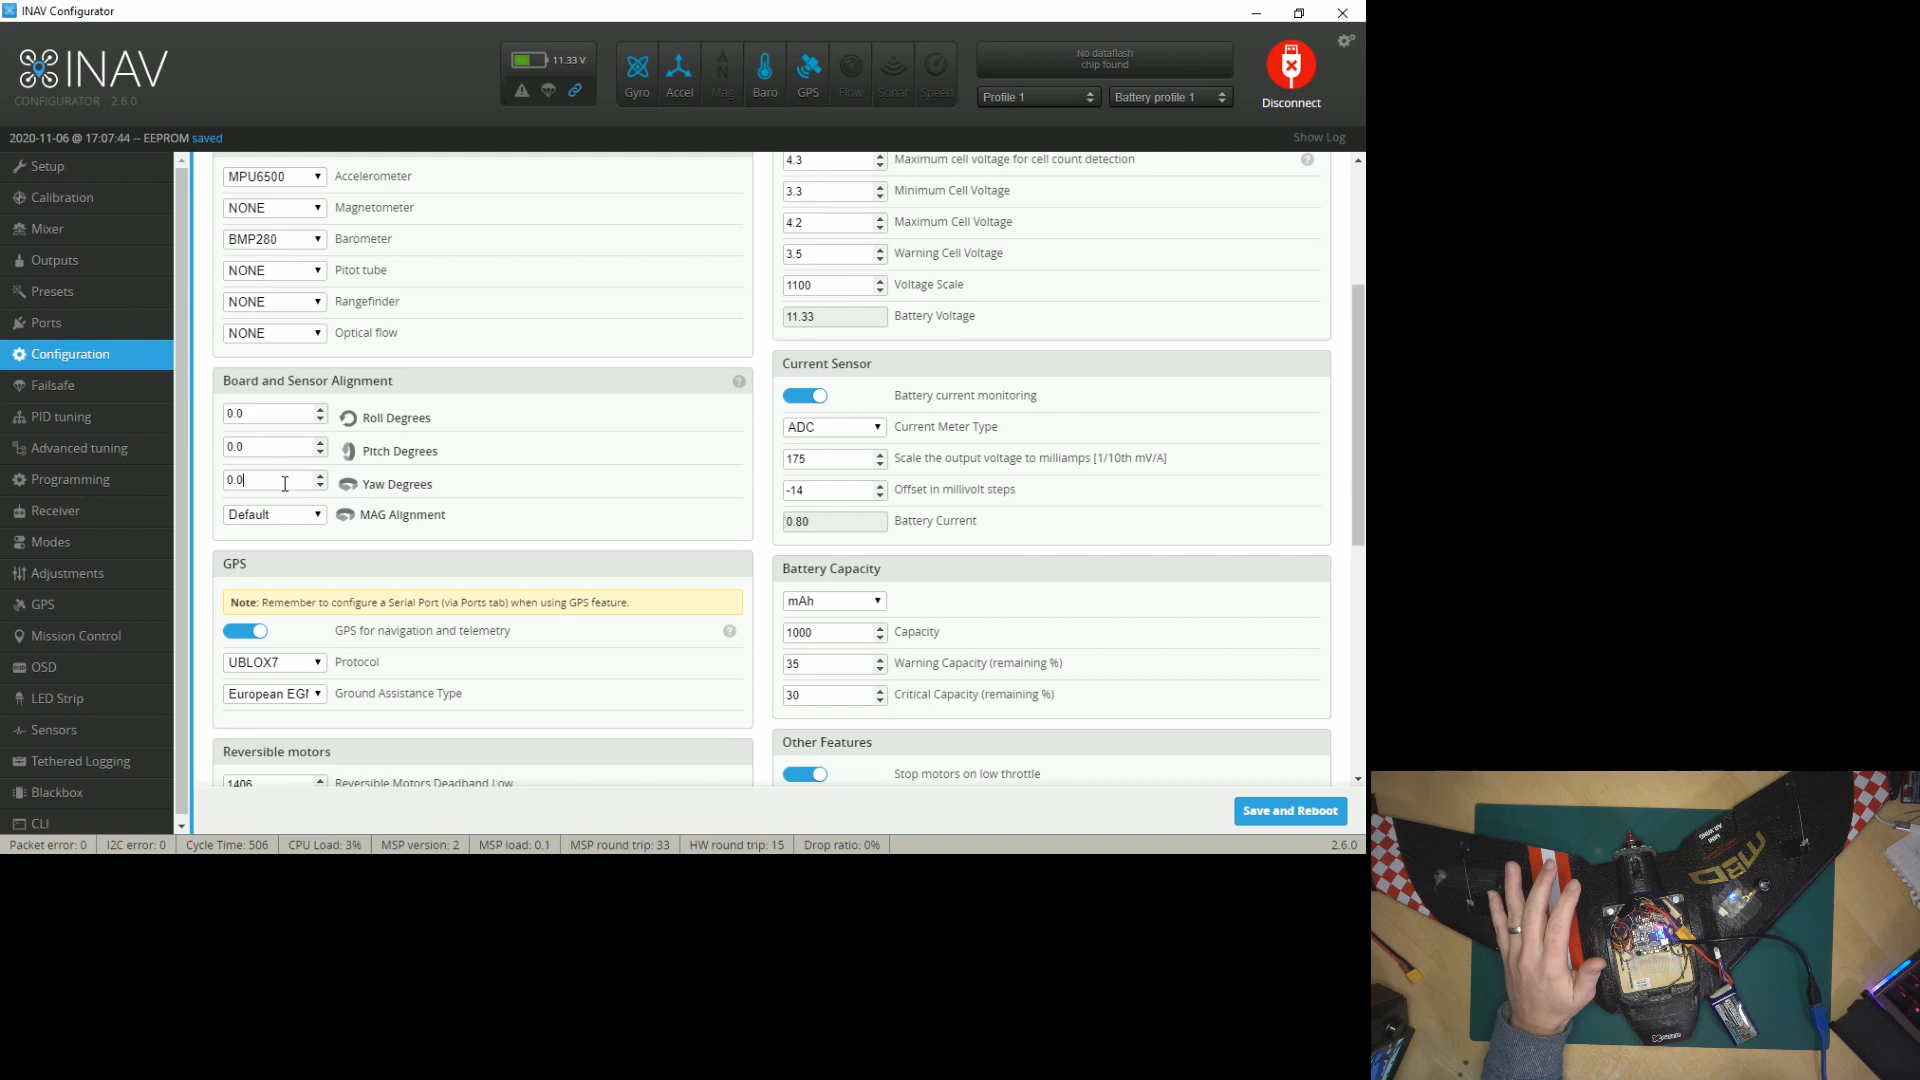 INAV Configurator
INAV
CONFIGURATOR 2.6.0
11.33 V
Gyro
Accel
Mag
Baro
GPS
Flow
Sonar
Speed
No dataflash
chip found
Profile 1
Battery profile 1
Disconnect
2020-11-06 @ 17:07:44 -- EEPROM saved
Show Log
Setup
Calibration
Mixer
Outputs
Presets
Ports
Configuration
Failsafe
PID tuning
Advanced tuning
Programming
Receiver
Modes
Adjustments
GPS
Mission Control
OSD
LED Strip
Sensors
Tethered Logging
Blackbox
CLI
MPU6500 Accelerometer
NONE Magnetometer
BMP280 Barometer
NONE Pitot tube
NONE Rangefinder
NONE Optical flow
Board and Sensor Alignment
0.0 Roll Degrees
0.0 Pitch Degrees
0.0 Yaw Degrees
Default MAG Alignment
GPS
Note: Remember to configure a Serial Port (via Ports tab) when using GPS feature.
GPS for navigation and telemetry
UBLOX7 Protocol
European EGN Ground Assistance Type
Reversible motors
1406 Reversible Motors Deadband Low
4.3 Maximum cell voltage for cell count detection
3.3 Minimum Cell Voltage
4.2 Maximum Cell Voltage
3.5 Warning Cell Voltage
1100 Voltage Scale
11.33 Battery Voltage
Current Sensor
Battery current monitoring
ADC Current Meter Type
175 Scale the output voltage to milliamps [1/10th mV/A]
-14 Offset in millivolt steps
0.80 Battery Current
Battery Capacity
mAh
1000 Capacity
35 Warning Capacity (remaining %)
30 Critical Capacity (remaining %)
Other Features
Stop motors on low throttle
Save and Reboot
Packet error: 0
I2C error: 0
Cycle Time: 506
CPU Load: 3%
MSP version: 2
MSP load: 0.1
MSP round trip: 33
HW round trip: 15
Drop ratio: 0%
2.6.0
MINI
AR WING